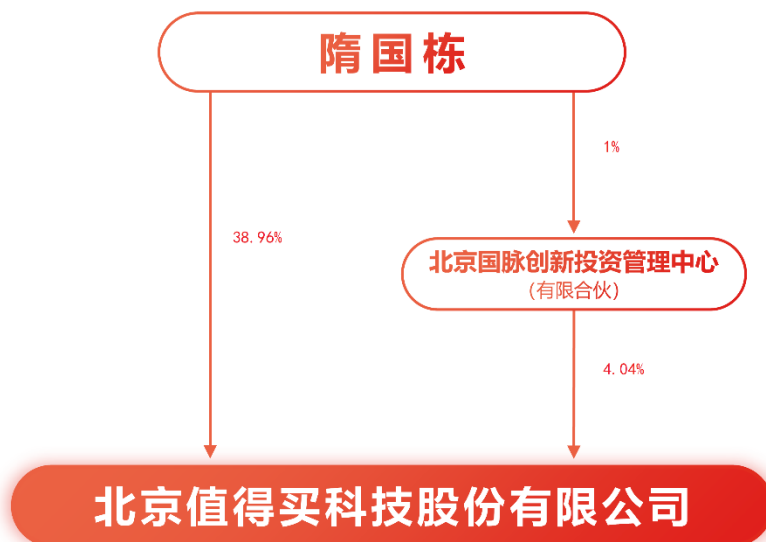 隋国栋
1%
38.96%
北京国脉创新投资管理中心
(有限合伙)
4.04%
北京值得买科技股份有限公司